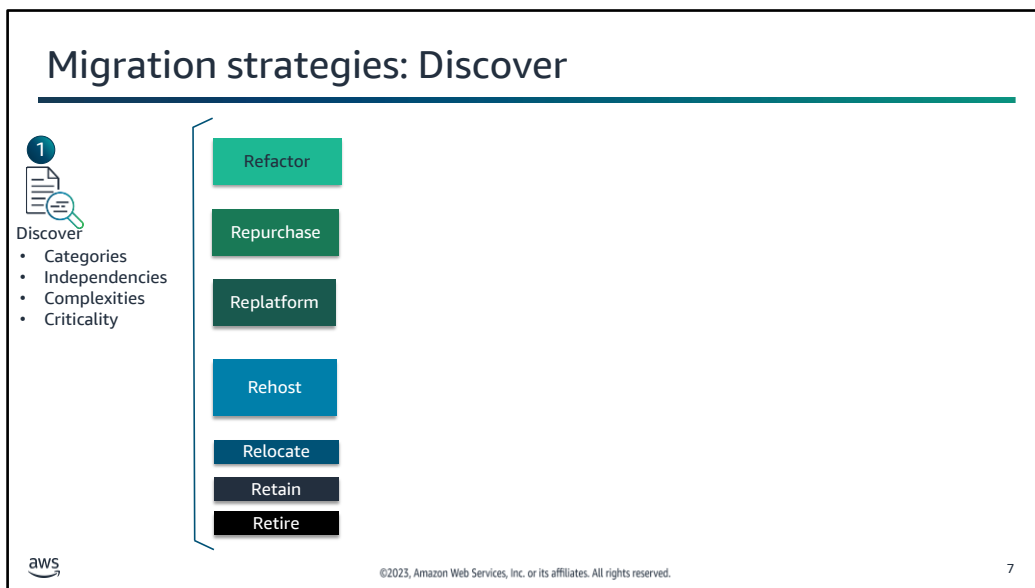 Migration strategies: Discover
1
Discover
• Categories
• Independencies
• Complexities
• Criticality
Refactor
Repurchase
Replatform
Rehost
Relocate
Retain
Retire
aws
©2023, Amazon Web Services, Inc. or its affiliates. All rights reserved.
7